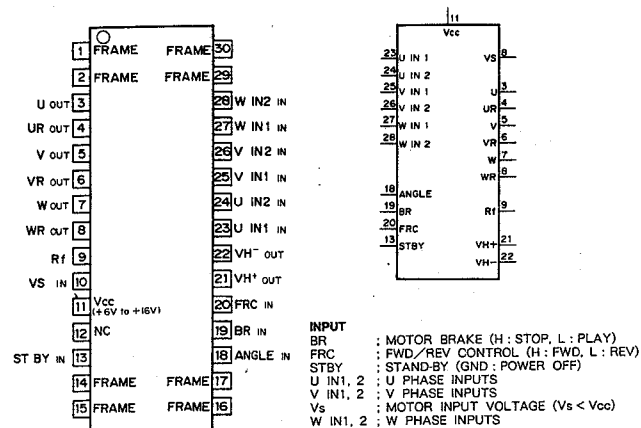 1 FRAME FRAME 30
2 FRAME FRAME 29
U OUT 3 28 W IN2 IN
UR OUT 4 27 W IN1 IN
V OUT 5 26 V IN2 IN
VR OUT 6 25 V IN1 IN
W OUT 7 24 U IN2 IN
WR OUT 8 23 U IN1 IN
Rf 9 22 VH- OUT
VS IN 10 21 VH+ OUT
11 Vcc (+6V to +16V) 20 FRC IN
12 NC 19 BR IN
ST BY IN 13 18 ANGLE IN
14 FRAME FRAME 17
15 FRAME FRAME 16
11
Vcc
23 U IN 1 VS 8
24 U IN 2
25 V IN 1 U 3
26 V IN 2 UR 4
27 W IN 1 V 5
28 W IN 2 VR 6
W 7
WR 8
18 ANGLE
19 BR Rf 9
20 FRC
13 STBY VH+ 21
VH- 22
INPUT
BR ; MOTOR BRAKE (H : STOP, L : PLAY)
FRC ; FWD/REV CONTROL (H : FWD, L : REV)
STBY ; STAND-BY (GND : POWER OFF)
U IN1, 2 ; U PHASE INPUTS
V IN1, 2 ; V PHASE INPUTS
Vs ; MOTOR INPUT VOLTAGE (Vs < Vcc)
W IN1, 2 ; W PHASE INPUTS